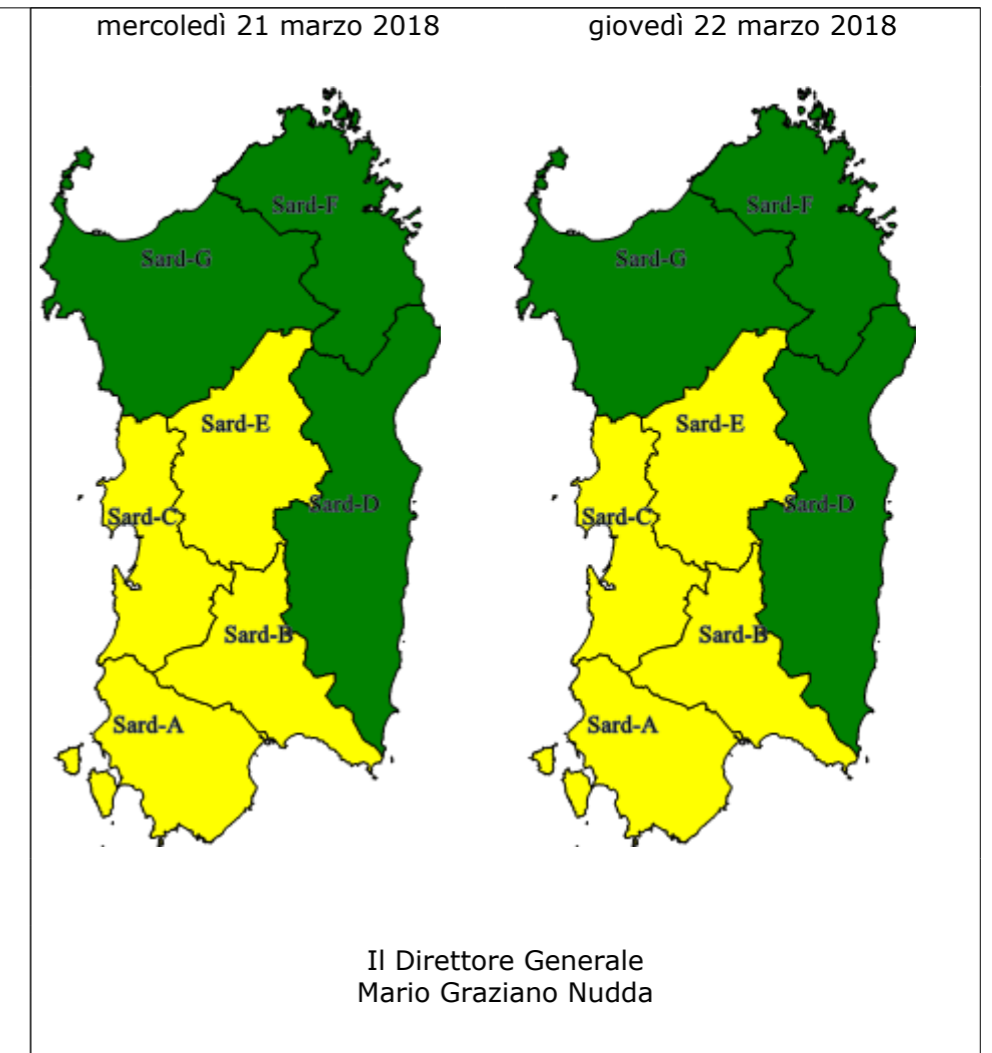 mercoledì 21 marzo 2018
giovedì 22 marzo 2018
Sard-F
Sard-G
Sard-E
Sard-D
Sard-C
Sard-B
Sard-A
Sard-F
Sard-G
Sard-E
Sard-D
Sard-C
Sard-B
Sard-A
Il Direttore Generale
Mario Graziano Nudda